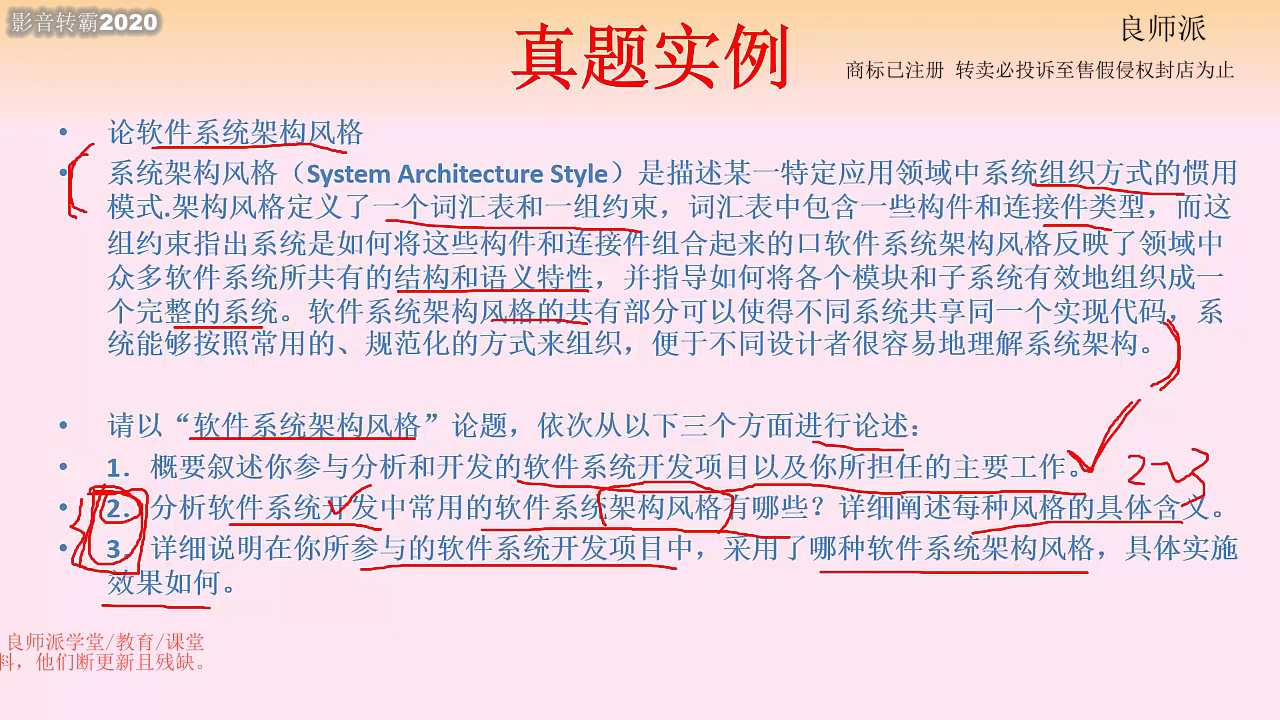 影音转霸2020
真题实例
良师派
商标已注册 转卖必投诉至售假侵权封店为止
• 论软件系统架构风格
• 系统架构风格（System Architecture Style）是描述某一特定应用领域中系统组织方式的惯用
模式.架构风格定义了一个词汇表和一组约束，词汇表中包含一些构件和连接件类型，而这
组约束指出系统是如何将这些构件和连接件组合起来的口软件系统架构风格反映了领域中
众多软件系统所共有的结构和语义特性，并指导如何将各个模块和子系统有效地组织成一
个完整的系统。软件系统架构风格的共有部分可以使得不同系统共享同一个实现代码，系
统能够按照常用的、规范化的方式来组织，便于不同设计者很容易地理解系统架构。
• 请以“软件系统架构风格”论题，依次从以下三个方面进行论述：
• 1．概要叙述你参与分析和开发的软件系统开发项目以及你所担任的主要工作。
2~3
• 2．分析软件系统开发中常用的软件系统架构风格有哪些？详细阐述每种风格的具体含义。
• 3．详细说明在你所参与的软件系统开发项目中，采用了哪种软件系统架构风格，具体实施
效果如何。
良师派学堂/教育/课堂
料，他们断更新且残缺。